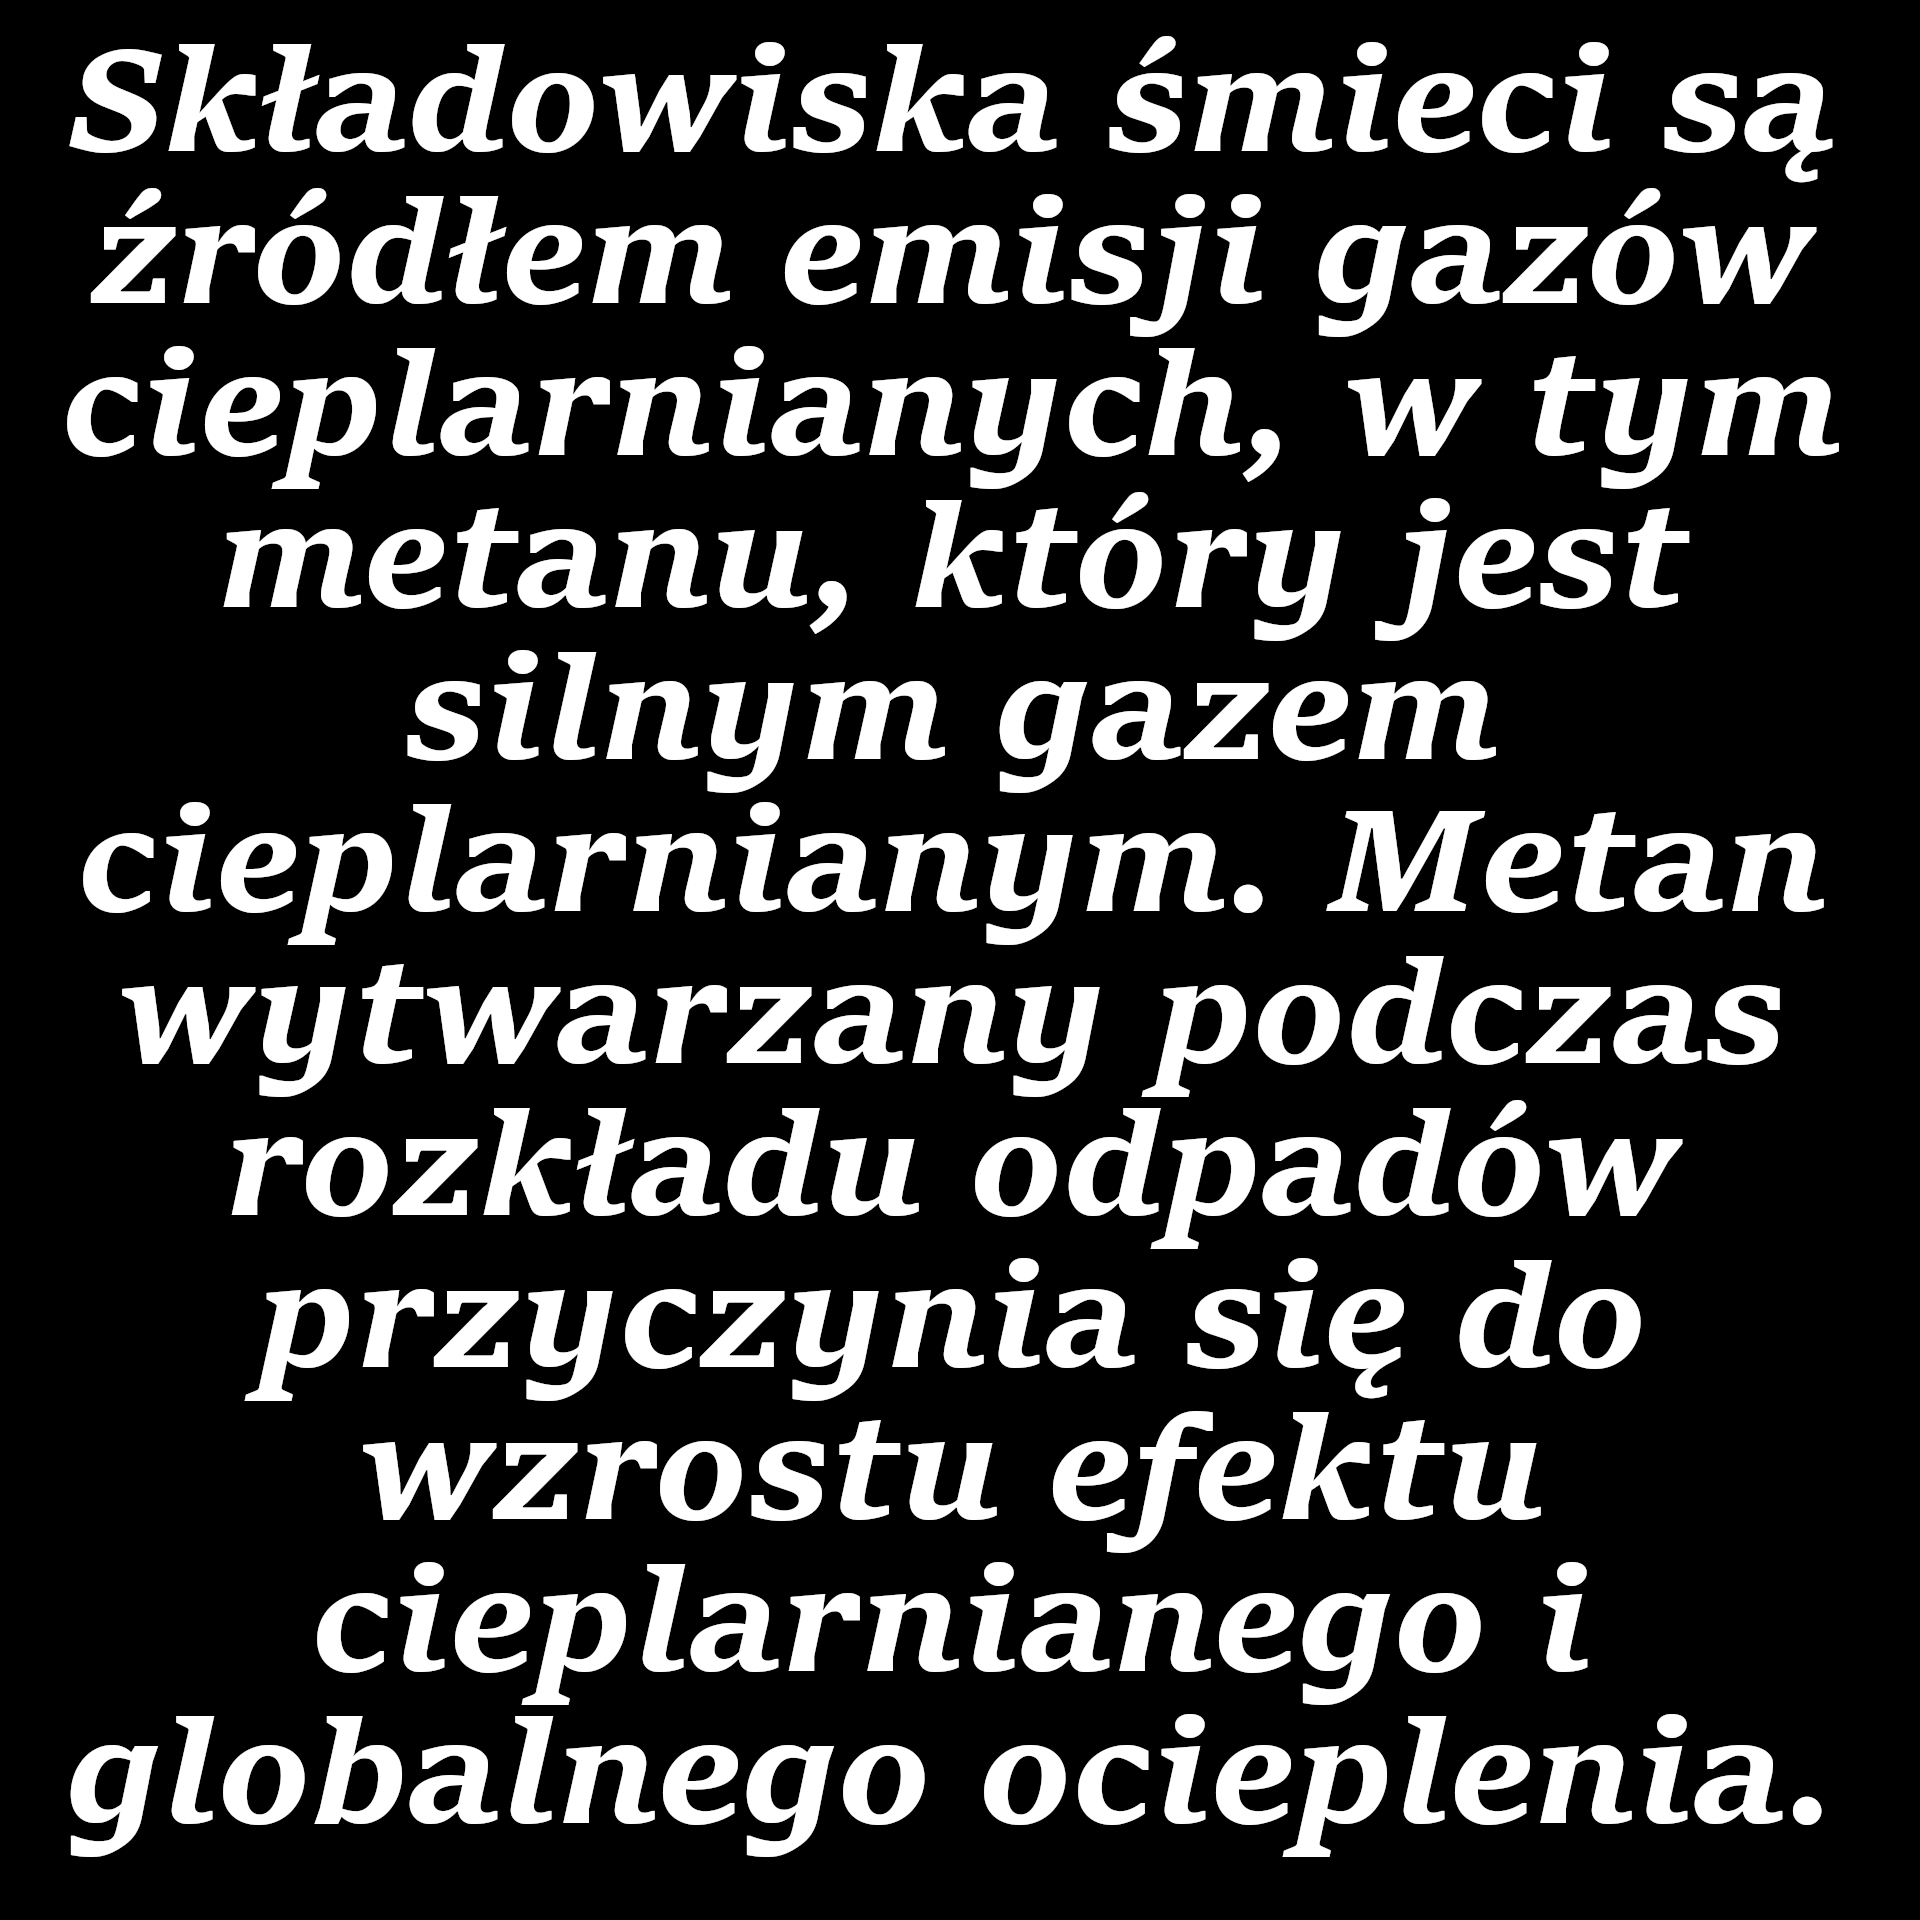 Składowiska śmieci są
źródłem emisji gazów
cieplarnianych, w tym
metanu, który jest
silnym gazem
cieplarnianym. Metan
wytwarzany podczas
rozkładu odpadów
przyczynia się do
wzrostu efektu
cieplarnianego i
globalnego ocieplenia.